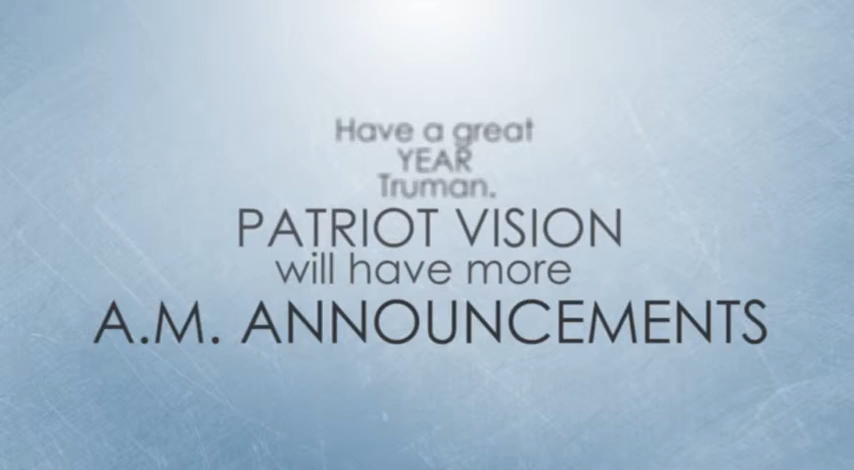 Have a great
YEAR
Truman.
PATRIOT VISION
will have more
A.M. ANNOUNCEMENTS